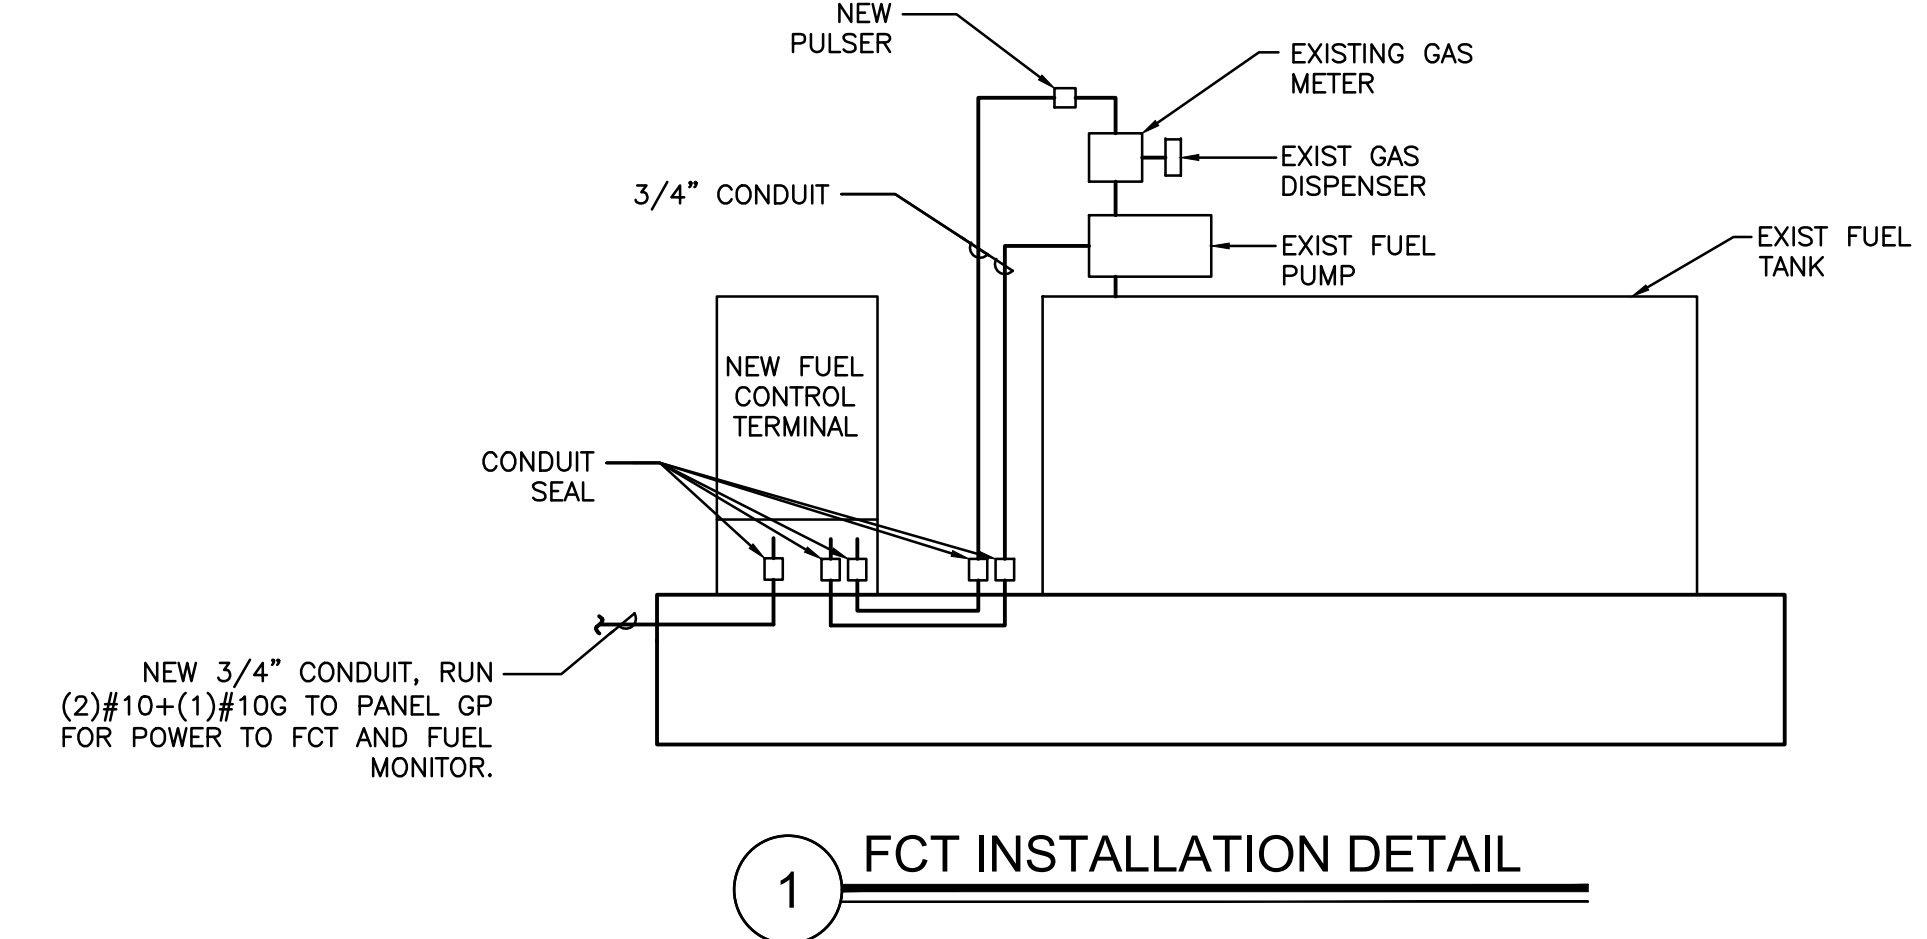 NEW
PULSER
EXISTING GAS
METER
EXIST GAS
DISPENSER
3/4" CONDUIT
EXIST FUEL
PUMP
EXIST FUEL
TANK
NEW FUEL
CONTROL
TERMINAL
CONDUIT
SEAL
NEW 3/4" CONDUIT, RUN
(2)#10+(1)#10G TO PANEL GP
FOR POWER TO FCT AND FUEL
MONITOR.
1 FCT INSTALLATION DETAIL